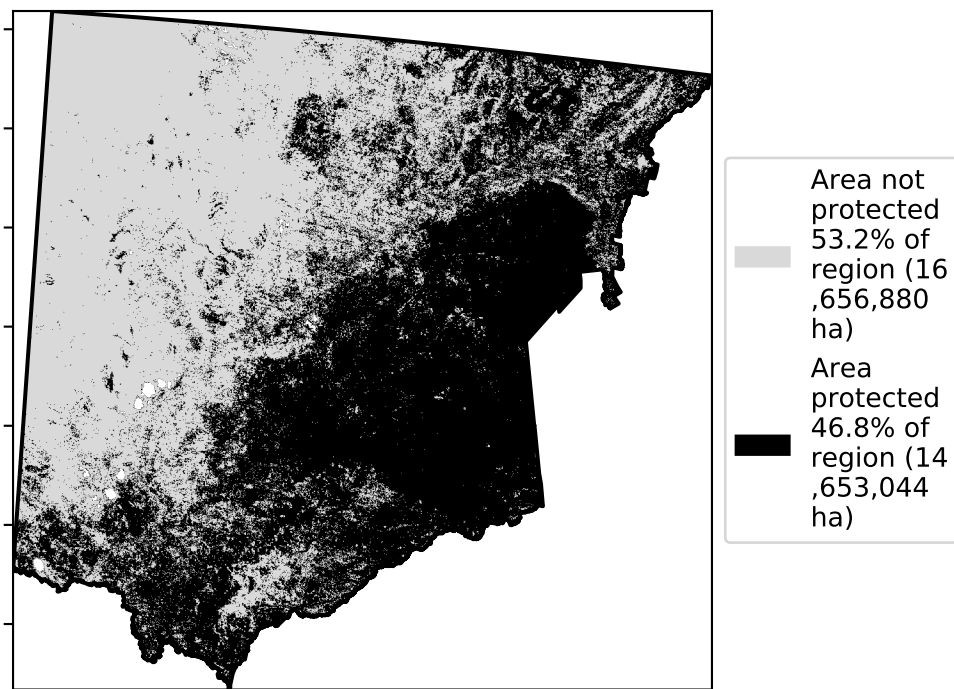 Area not
protected
53.2% of
region (16
,656,880
ha)
Area
protected
46.8% of
region (14
,653,044
ha)